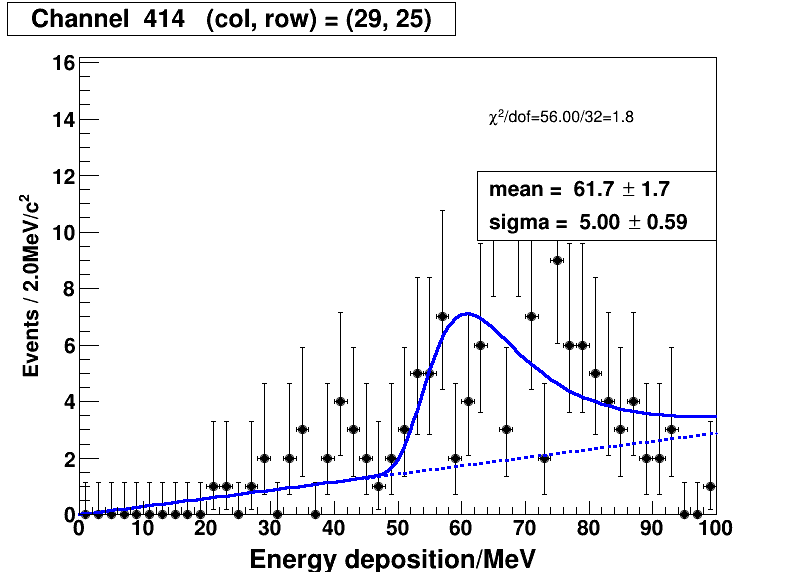 Channel 414 (col, row) = (29, 25)
χ²/dof=56.00/32=1.8
mean = 61.7 ± 1.7
sigma = 5.00 ± 0.59
Events / 2.0MeV/c²
16
14
12
10
8
6
4
2
0
0 10 20 30 40 50 60 70 80 90 100
Energy deposition/MeV